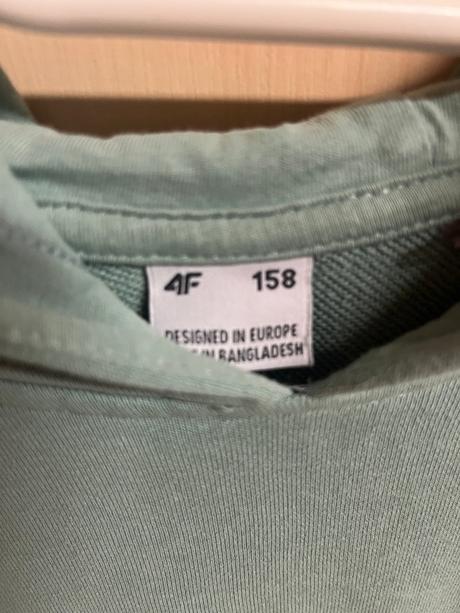 4F 158
DESIGNED IN EUROPE
IN BANGLADESH